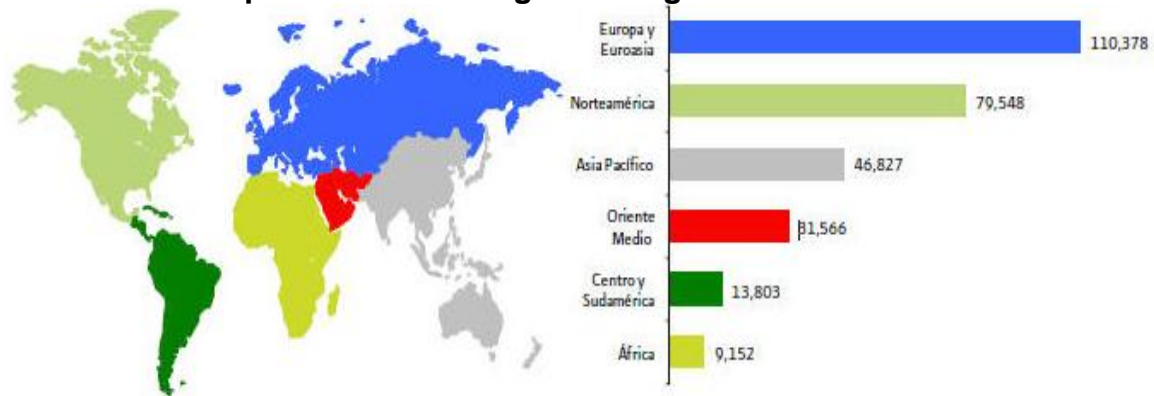 Europa y
Euroasia
110,378
Norteamérica
79,548
Asia Pacífico
46,827
Oriente
Medio
31,566
Centro y
Sudamérica
13,803
África
9,152